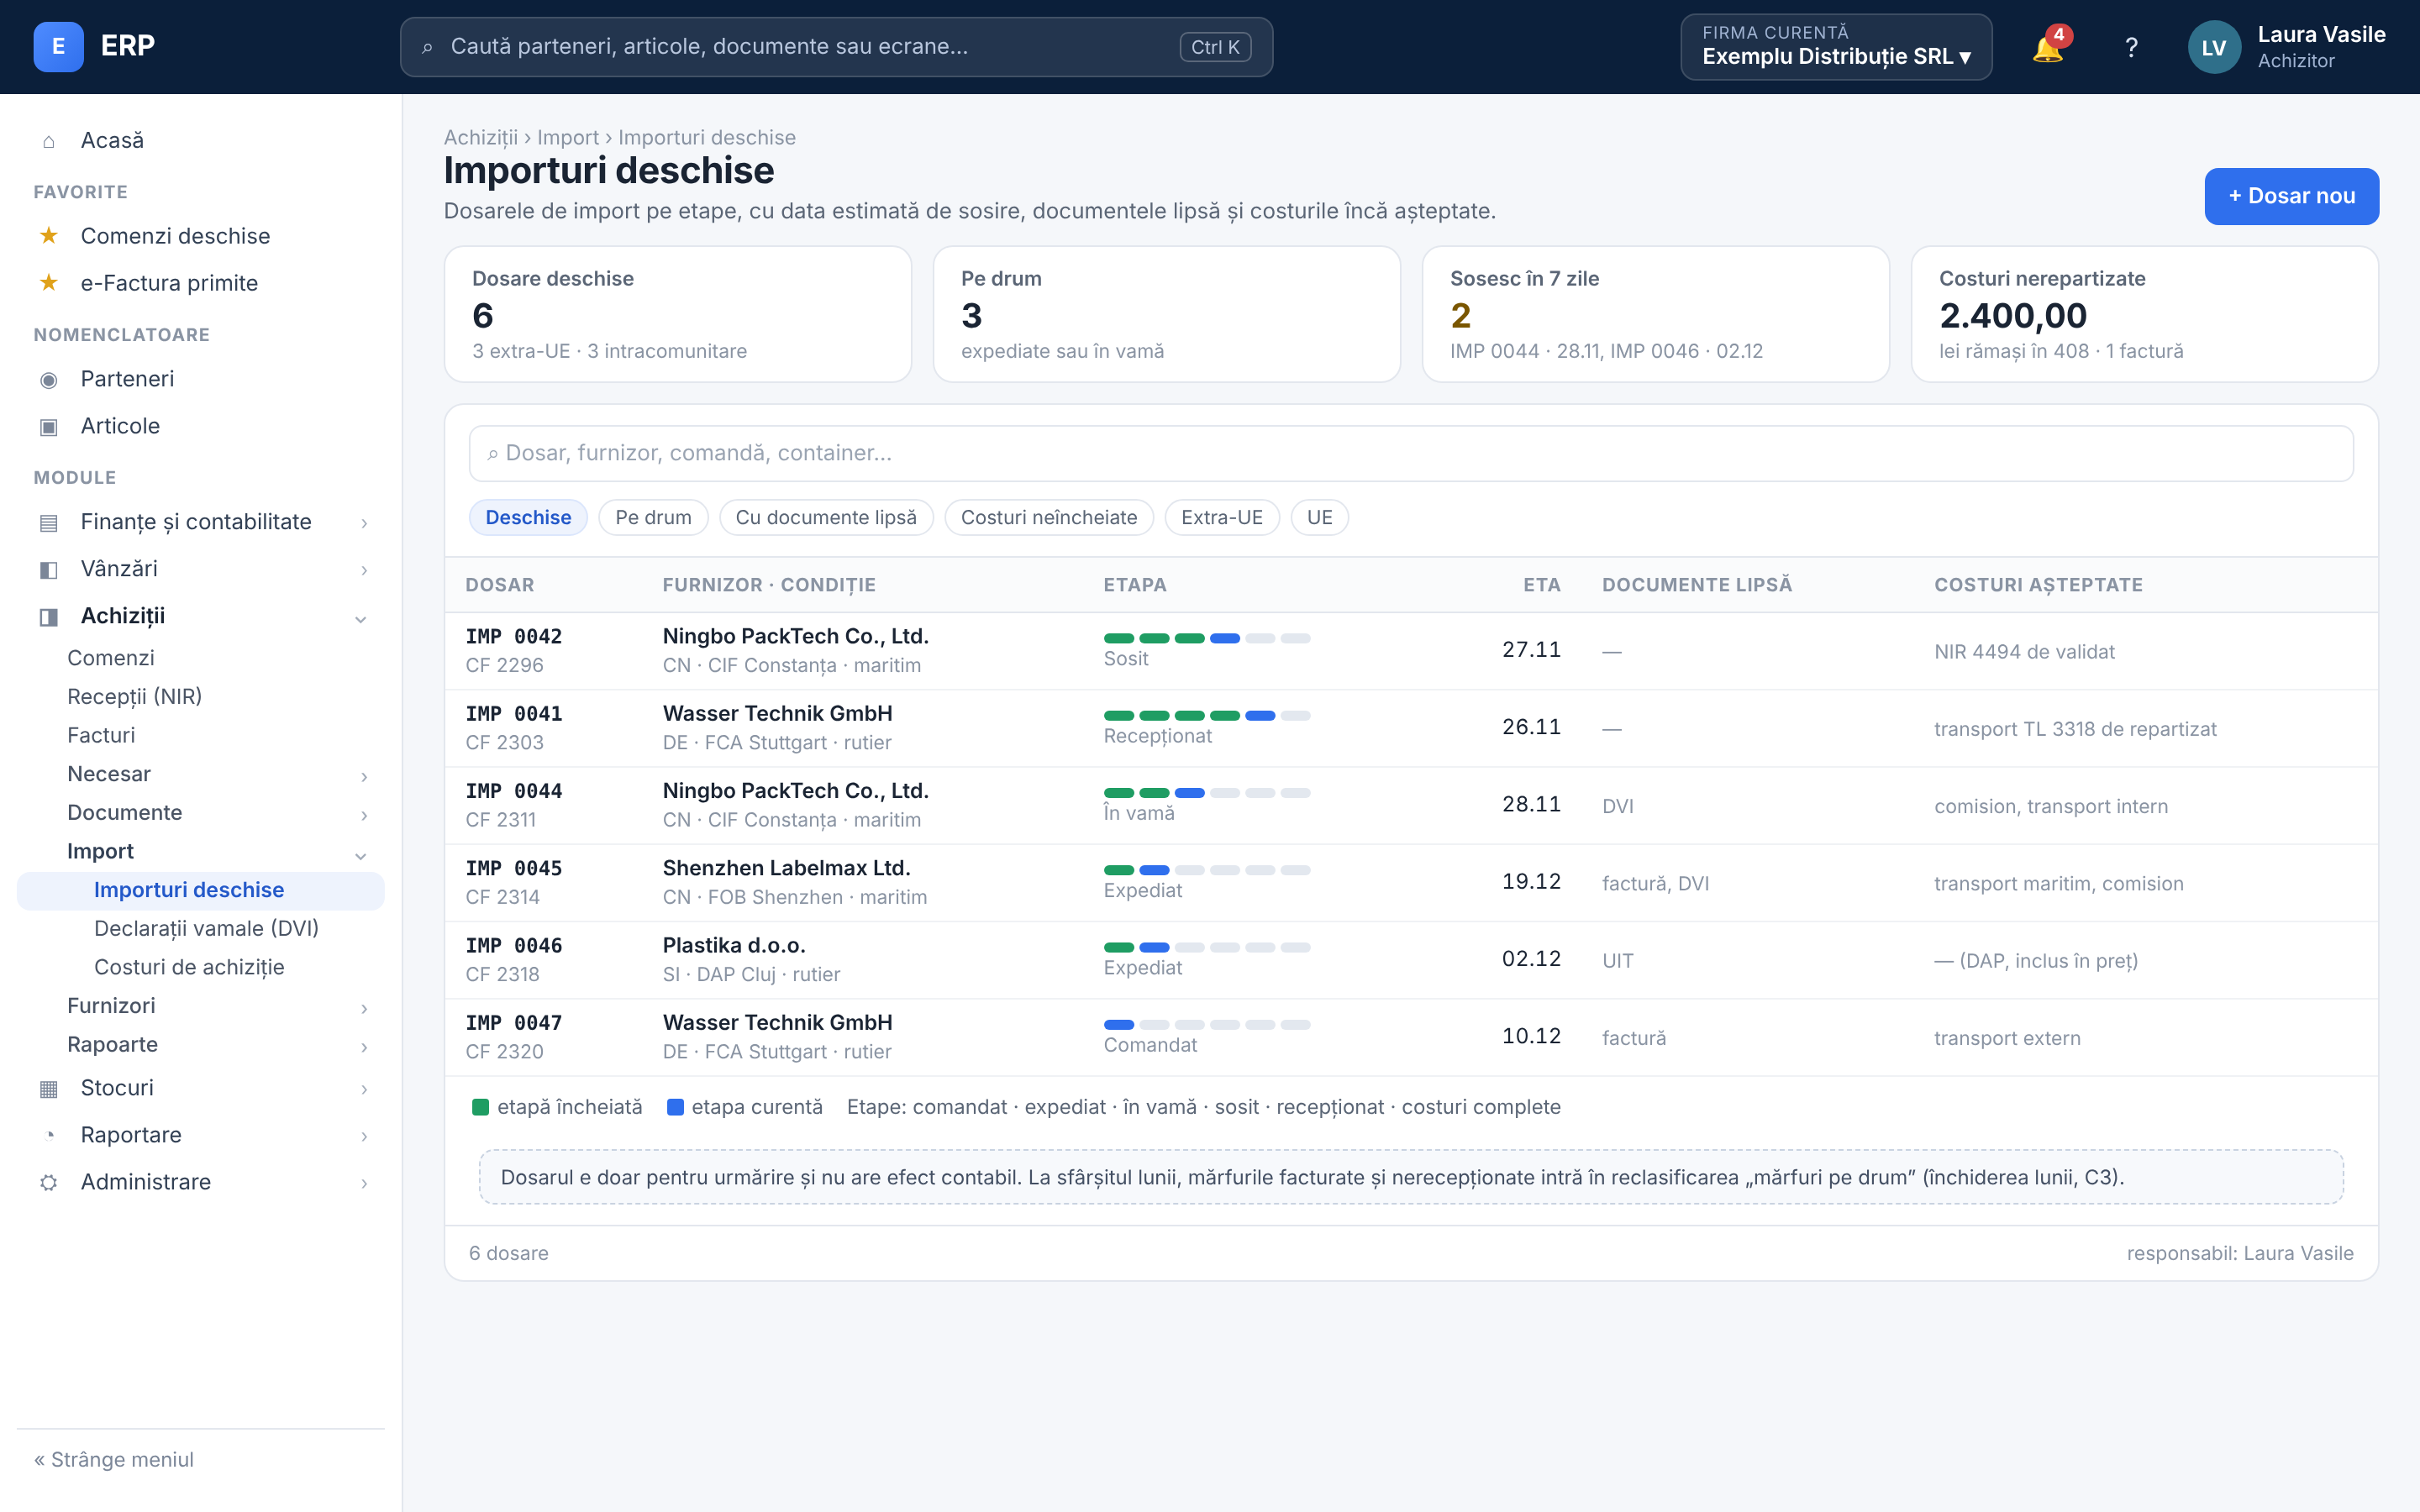 E ERP
Caută parteneri, articole, documente sau ecrane...
Ctrl K
FIRMA CURENTĂ
Exemplu Distribuție SRL ▾
4
?
LV
Laura Vasile
Achizitor
Acasă
FAVORITE
★ Comenzi deschise
★ e-Factura primite
NOMENCLATOARE
Parteneri
Articole
MODULE
Finanțe și contabilitate ›
Vânzări ›
Achiziții
Comenzi
Recepții (NIR)
Facturi
Necesar ›
Documente ›
Import
Importuri deschise
Declarații vamale (DVI)
Costuri de achiziție
Furnizori ›
Rapoarte ›
Stocuri ›
Raportare ›
Administrare ›
« Strânge meniul
Achiziții › Import › Importuri deschise
Importuri deschise
Dosarele de import pe etape, cu data estimată de sosire, documentele lipsă și costurile încă așteptate.
+ Dosar nou
Dosare deschise
6
3 extra-UE · 3 intracomunitare
Pe drum
3
expediate sau în vamă
Sosesc în 7 zile
2
IMP 0044 · 28.11, IMP 0046 · 02.12
Costuri nerepartizate
2.400,00
lei rămași în 408 · 1 factură
Dosar, furnizor, comandă, container...
Deschise Pe drum Cu documente lipsă Costuri neîncheiate Extra-UE UE
DOSAR FURNIZOR · CONDIȚIE ETAPA ETA DOCUMENTE LIPSĂ COSTURI AȘTEPTATE
IMP 0042 Ningbo PackTech Co., Ltd. 27.11 — NIR 4494 de validat
CF 2296 CN · CIF Constanța · maritim Sosit
IMP 0041 Wasser Technik GmbH 26.11 — transport TL 3318 de repartizat
CF 2303 DE · FCA Stuttgart · rutier Recepționat
IMP 0044 Ningbo PackTech Co., Ltd. 28.11 DVI comision, transport intern
CF 2311 CN · CIF Constanța · maritim În vamă
IMP 0045 Shenzhen Labelmax Ltd. 19.12 factură, DVI transport maritim, comision
CF 2314 CN · FOB Shenzhen · maritim Expediat
IMP 0046 Plastika d.o.o. 02.12 UIT — (DAP, inclus în preț)
CF 2318 SI · DAP Cluj · rutier Expediat
IMP 0047 Wasser Technik GmbH 10.12 factură transport extern
CF 2320 DE · FCA Stuttgart · rutier Comandat
etapă încheiată etapa curentă Etape: comandat · expediat · în vamă · sosit · recepționat · costuri complete
Dosarul e doar pentru urmărire și nu are efect contabil. La sfârșitul lunii, mărfurile facturate și nerecepționate intră în reclasificarea „mărfuri pe drum” (închiderea lunii, C3).
6 dosare
responsabil: Laura Vasile